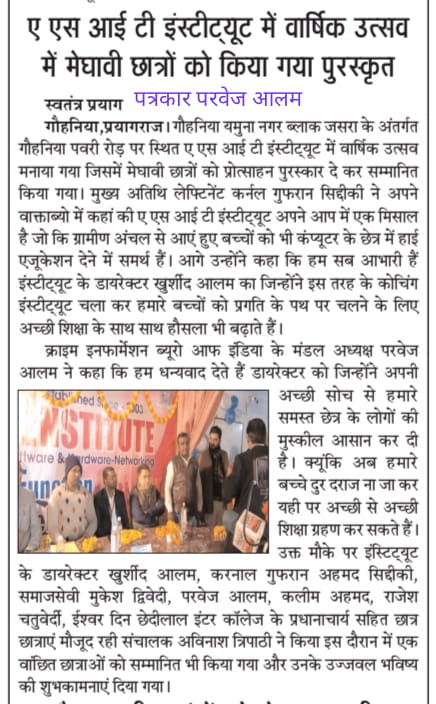 ए एस आई टी इंस्टीट्यूट में वार्षिक उत्सव
में मेघावी छात्रों को किया गया पुरस्कृत
स्वतंत्र प्रयाग पत्रकार परवेज आलम
गौहनिया,प्रयागराज। गौहनिया यमुना नगर ब्लाक जसरा के अंतर्गत
गौहनिया पवरी रोड़ पर स्थित ए एस आई टी इंस्टीट्यूट में वार्षिक उत्सव
मनाया गया जिसमें मेघावी छात्रों को प्रोत्साहन पुरस्कार दे कर सम्मानित
किया गया। मुख्य अतिथि लेफ्टिनेंट कर्नल गुफरान सिद्दीकी ने अपने
वाक्ताब्यो में कहां की ए एस आई टी इंस्टीट्यूट अपने आप में एक मिसाल
है जो कि ग्रामीण अंचल से आएं हुए बच्चों को भी कंप्यूटर के छेत्र में हाई
एजूकेशन देने में समर्थ हैं। आगे उन्होंने कहा कि हम सब आभारी हैं
इंस्टीट्यूट के डायरेक्टर खुर्शीद आलम का जिन्होंने इस तरह के कोचिंग
इंस्टीट्यूट चला कर हमारे बच्चों को प्रगति के पथ पर चलने के लिए
अच्छी शिक्षा के साथ साथ हौसला भी बढ़ाते हैं।
क्राइम इनफार्मेशन ब्यूरो आफ इंडिया के मंडल अध्यक्ष परवेज
आलम ने कहा कि हम धन्यवाद देते हैं डायरेक्टर को जिन्होंने अपनी
अच्छी सोच से हमारे
समस्त छेत्र के लोगों की
मुस्कील आसान कर दी
है। क्यूंकि अब हमारे
बच्चे दुर दराज ना जा कर
यही पर अच्छी से अच्छी
शिक्षा ग्रहण कर सकते हैं।
उक्त मौके पर इंस्टिट्यूट
के डायरेक्टर खुर्शीद आलम, करनाल गुफरान अहमद सिद्दीकी,
समाजसेवी मुकेश द्विवेदी, परवेज आलम, कलीम अहमद, राजेश
चतुर्वेदी, ईश्वर दिन छेदीलाल इंटर कॉलेज के प्रधानाचार्य सहित छात्र
छात्राएं मौजूद रही संचालक अविनाश त्रिपाठी ने किया इस दौरान में एक
वांछित छात्राओं को सम्मानित भी किया गया और उनके उज्जवल भविष्य
की शुभकामनाएं दिया गया।
INSTITUTE